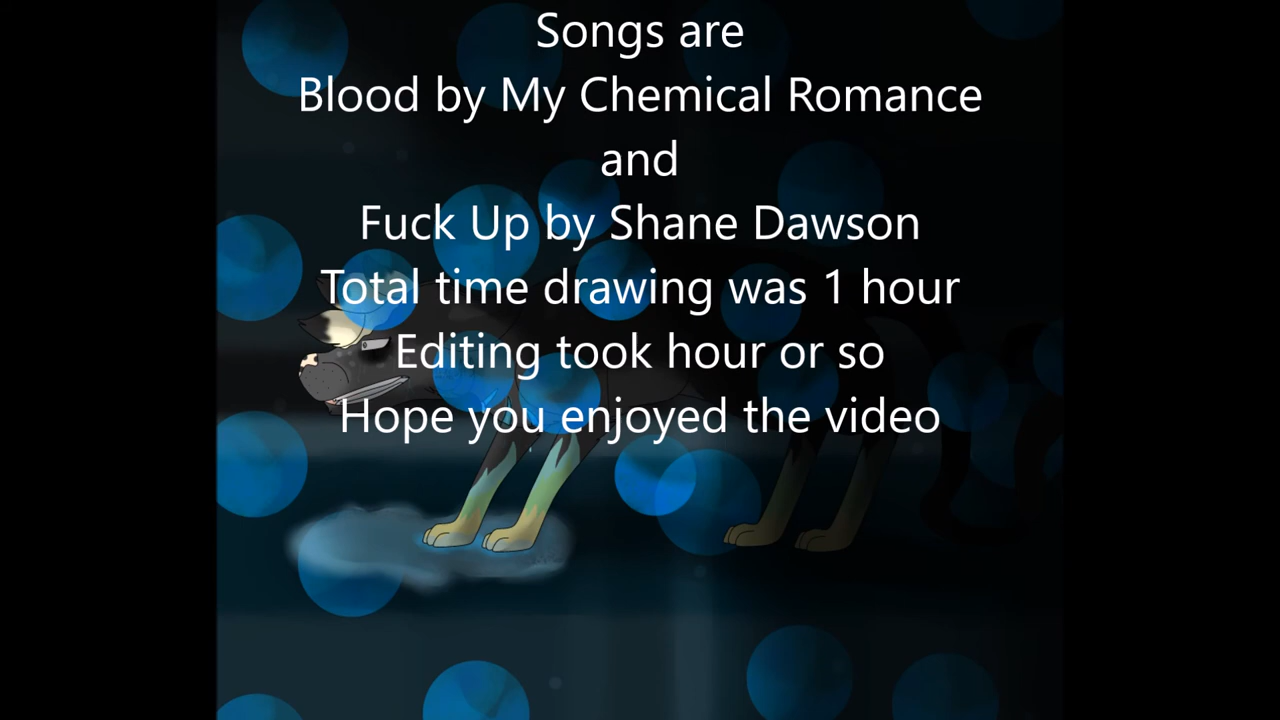 Songs are
Blood by My Chemical Romance
and
Fuck Up by Shane Dawson
Total time drawing was 1 hour
Editing took hour or so
Hope you enjoyed the video